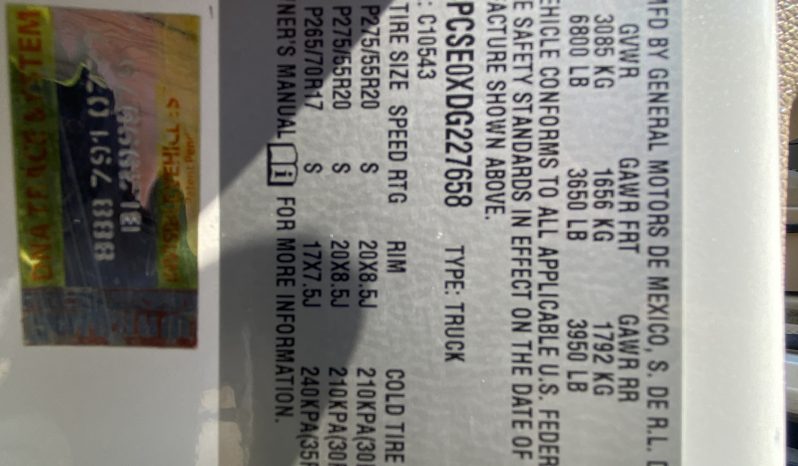 MFD BY GENERAL MOTORS DE MEXICO, S. DE R.L.
GVWR GAWR FRT GAWR RR
3085 KG 1656 KG 1792 KG
6800 LB 3650 LB 3950 LB
EHICLE CONFORMS TO ALL APPLICABLE U.S. FEDER
E SAFETY STANDARDS IN EFFECT ON THE DATE OF
FACTURE SHOWN ABOVE.
PCSE0XDG227658 TYPE: TRUCK
: C10543
TIRE SIZE SPEED RTG RIM COLD TIRE
P275/55R20 S 20X8.5J 210KPA(30
P275/55R20 S 20X8.5J 210KPA(30
P265/70R17 S 17X7.5J 240KPA(35
NER'S MANUAL i FOR MORE INFORMATION.